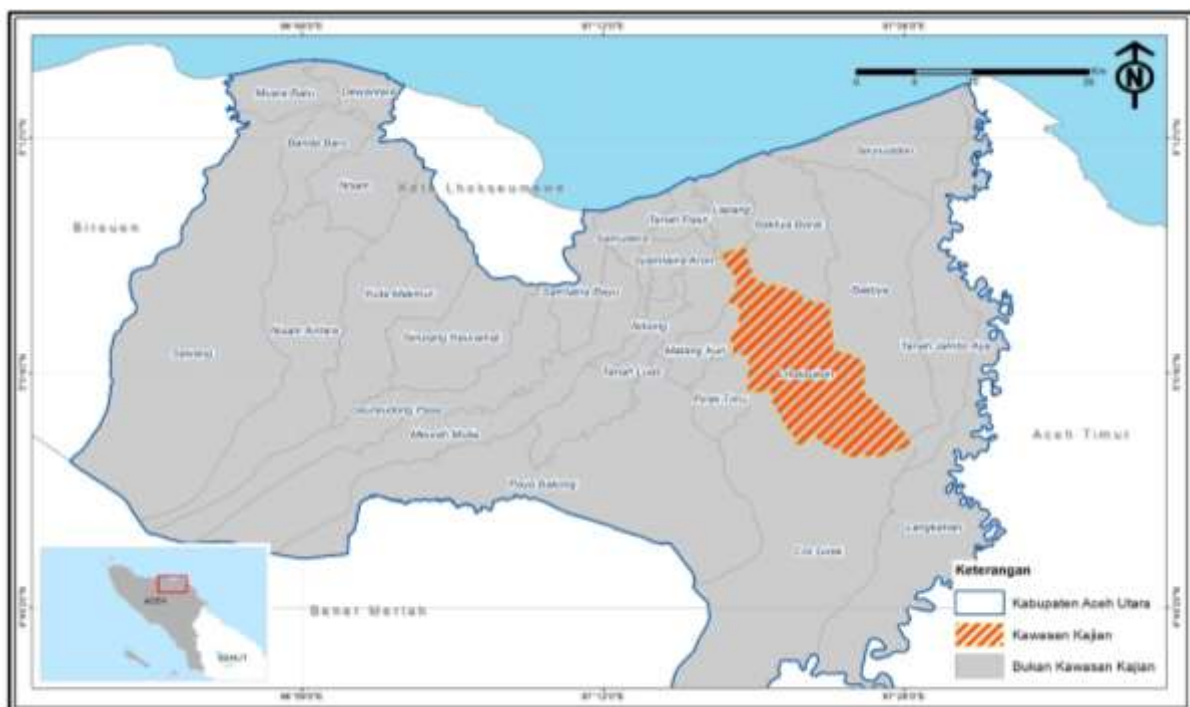 Muara Batu
Dewantara
Banda Baro
Nisam
Kota Lhokseumawe
Bireuen
Seunuddon
Lapang
Tanah Pasir
Baktiya Barat
Samudera
Syamtalira Aron
Kuta Makmur
Syamtalira Bayu
Baktiya
Nisam Antara
Simpang Keuramat
Nibong
Sawang
Matang Kuli
Tanah Luas
Lhoksukon
Tanah Jambo Aye
Pirak Timu
Geureudong Pase
Meurah Mulia
Aceh Timur
Paya Bakong
Langkahan
Cot Girek
Bener Meriah
ACEH
SUMUT
N
Keterangan
Kabupaten Aceh Utara
Kawasan Kajian
Bukan Kawasan Kajian